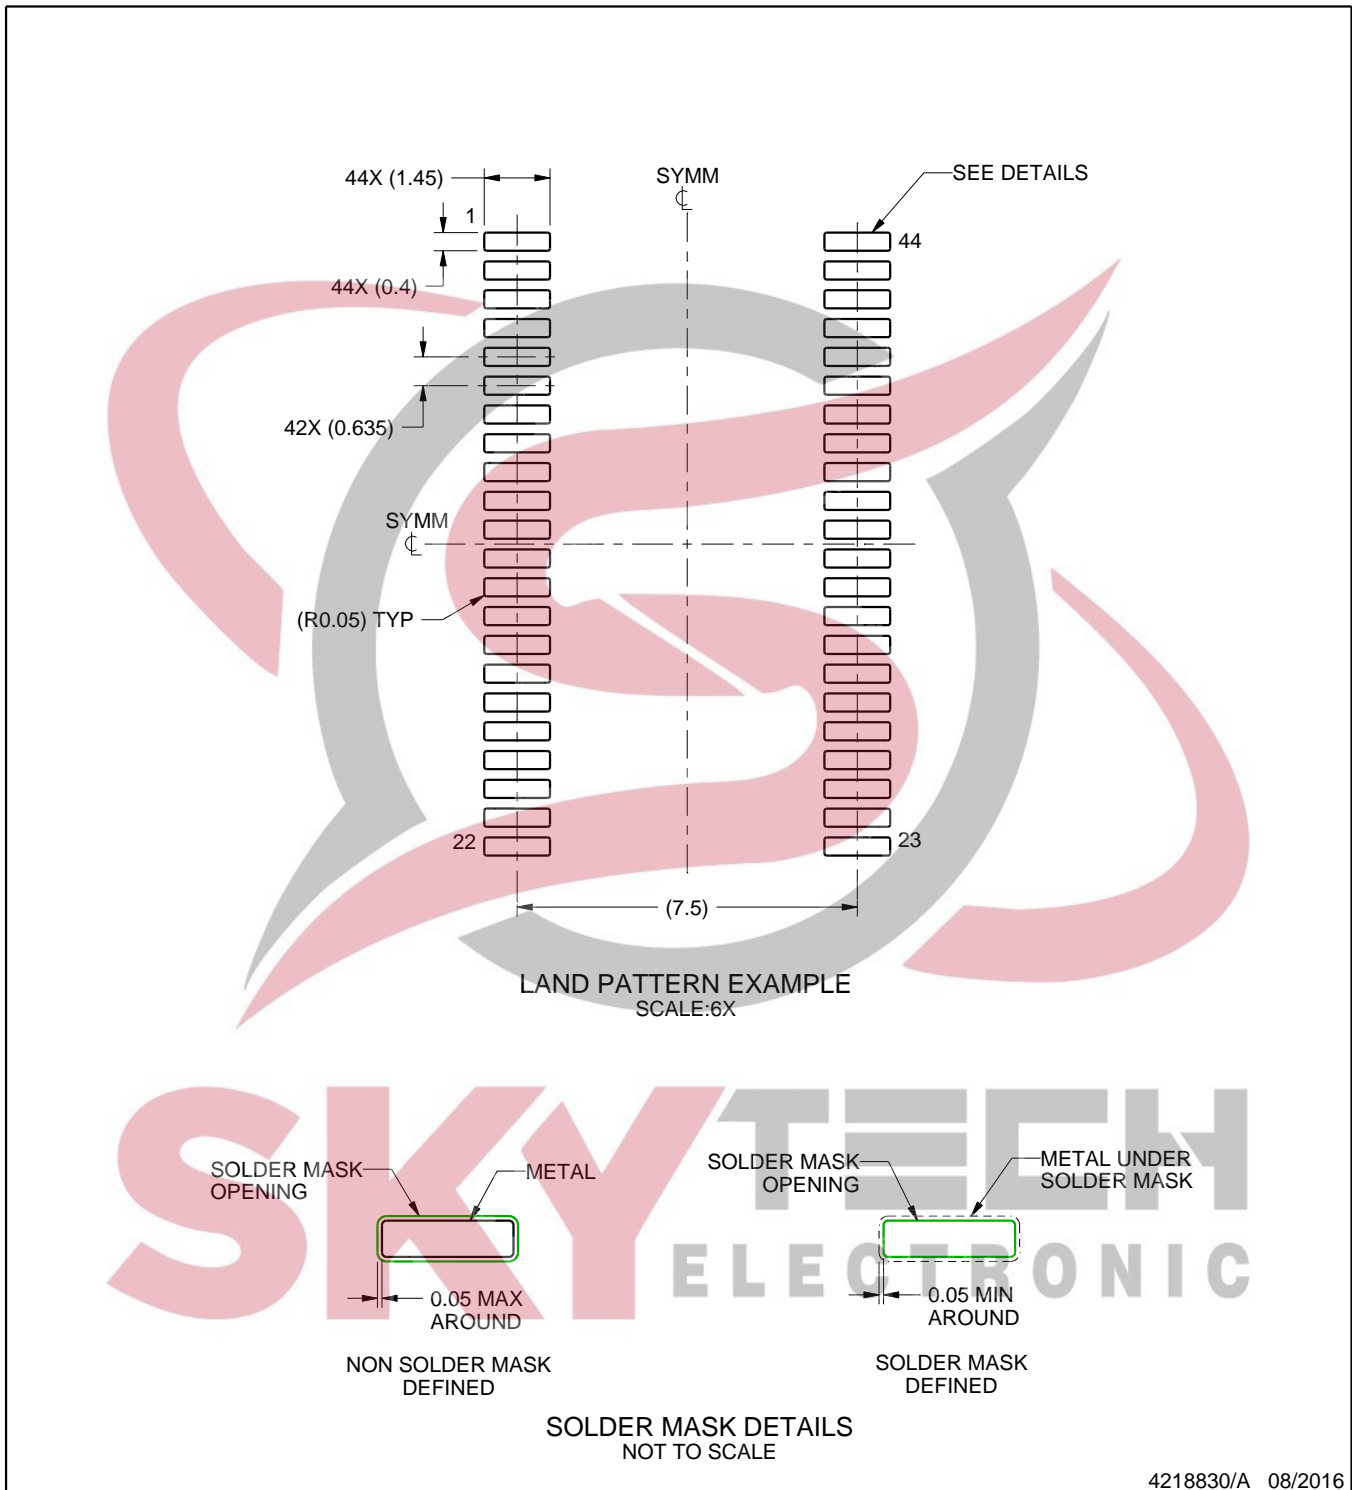 44X (1.45)
SYMM
SEE DETAILS
1
44
44X (0.4)
42X (0.635)
SYMM
(R0.05) TYP
22
23
(7.5)
LAND PATTERN EXAMPLE
SCALE:6X
SKYTECH
ELECTRONIC
SOLDER MASK
OPENING
METAL
SOLDER MASK
OPENING
METAL UNDER
SOLDER MASK
0.05 MAX
AROUND
0.05 MIN
AROUND
NON SOLDER MASK
DEFINED
SOLDER MASK
DEFINED
SOLDER MASK DETAILS
NOT TO SCALE
4218830/A 08/2016